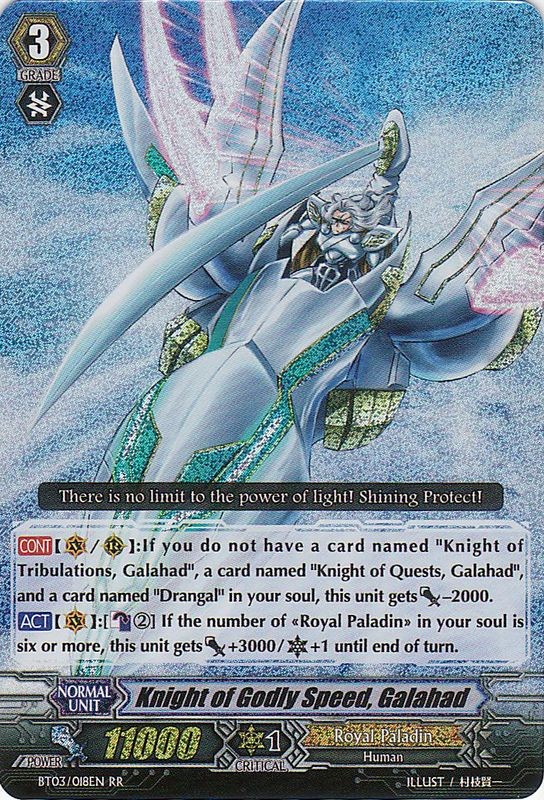 3
GRADE
There is no limit to the power of light! Shining Protect!
CONT【 / 】:If you do not have a card named "Knight of
Tribulations, Galahad", a card named "Knight of Quests, Galahad",
and a card named "Drangal" in your soul, this unit gets -2000.
ACT【 】:[ ②] If the number of «Royal Paladin» in your soul is
six or more, this unit gets +3000/ +1 until end of turn.
NORMAL
UNIT
Knight of Godly Speed, Galahad
POWER
11000
1
CRITICAL
Royal Paladin
Human
BT03/018EN RR
ILLUST / 村枝賢一